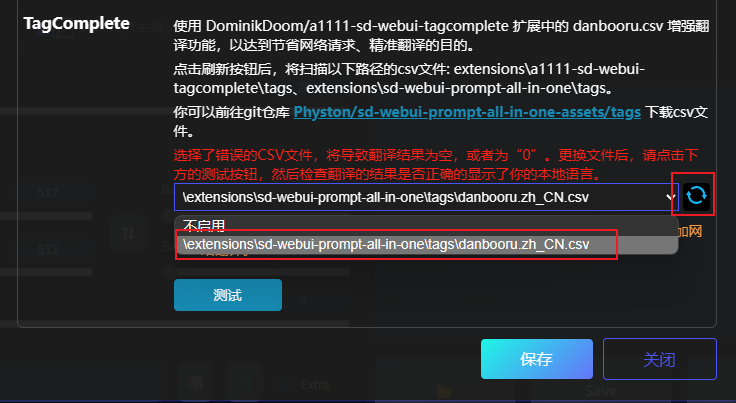 TagComplete
使用 DominikDoom/a1111-sd-webui-tagcomplete 扩展中的 danbooru.csv 增强翻
译功能，以达到节省网络请求、精准翻译的目的。
点击刷新按钮后，将扫描以下路径的csv文件: extensions\a1111-sd-webui-
tagcomplete\tags、extensions\sd-webui-prompt-all-in-one\tags。
你可以前往git仓库 Physton/sd-webui-prompt-all-in-one-assets/tags 下载csv文
件。
选择了错误的CSV文件，将导致翻译结果为空，或者为“0”。更换文件后，请点击下
方的测试按钮，然后检查翻译的结果是否正确的显示了你的本地语言。
512
\extensions\sd-webui-prompt-all-in-one\tags\danbooru.zh_CN.csv
不启用
加网
512
\extensions\sd-webui-prompt-all-in-one\tags\danbooru.zh_CN.csv
测试
7
保存
关闭
Extra
Save